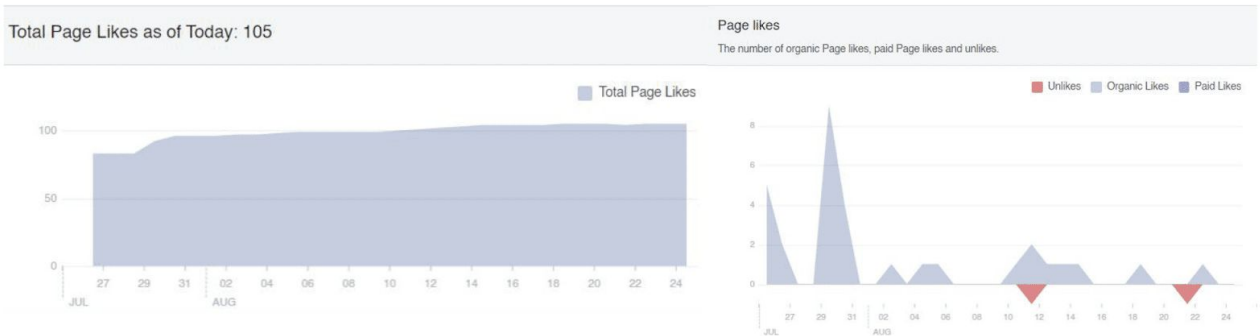 Total Page Likes as of Today: 105
Total Page Likes
100
50
0
27 29 31 02 04 06 08 10 12 14 16 18 20 22 24
JUL AUG
Page likes
The number of organic Page likes, paid Page likes and unlikes.
Unlikes Organic Likes Paid Likes
8
6
4
2
0
27 29 31 02 04 06 08 10 12 14 16 18 20 22 24
JUL AUG